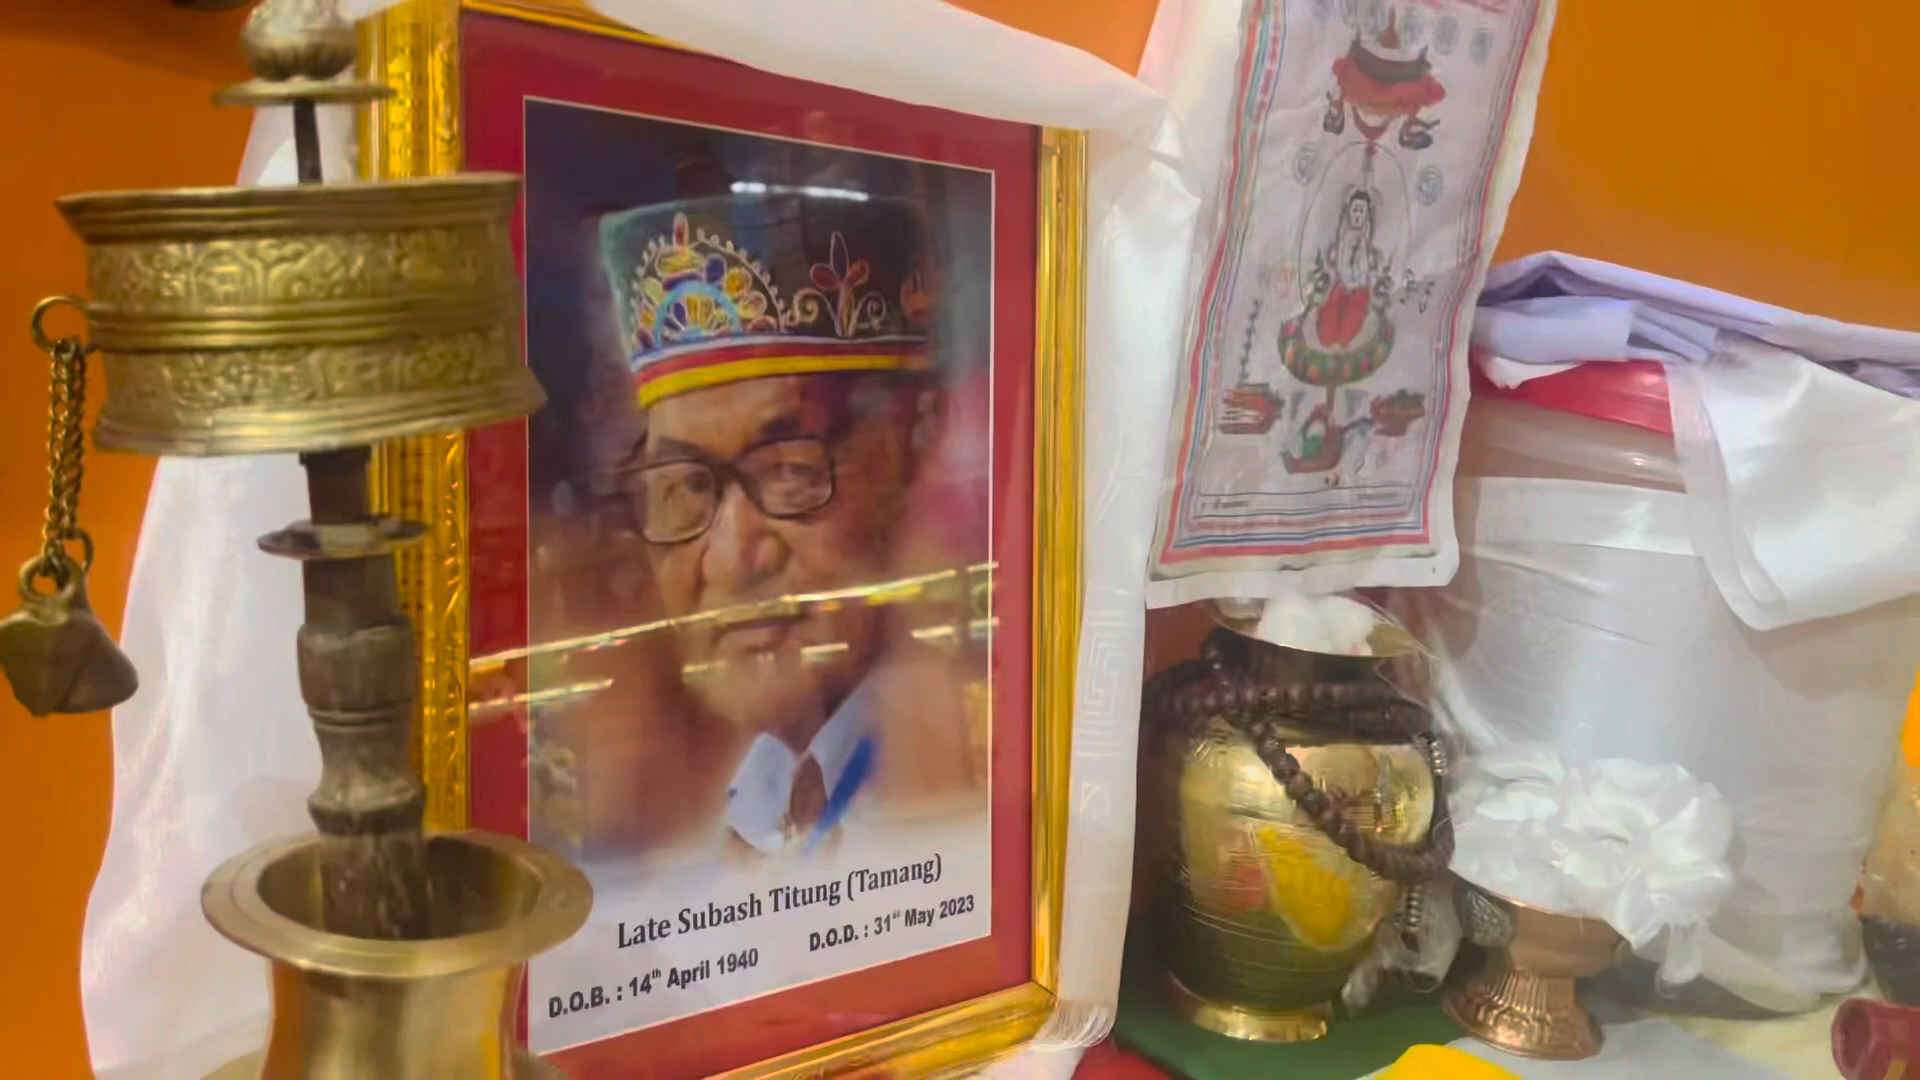 Late Subash Titung (Tamang)
D.O.B. : 14th April 1940 D.O.D. : 31st May 2023